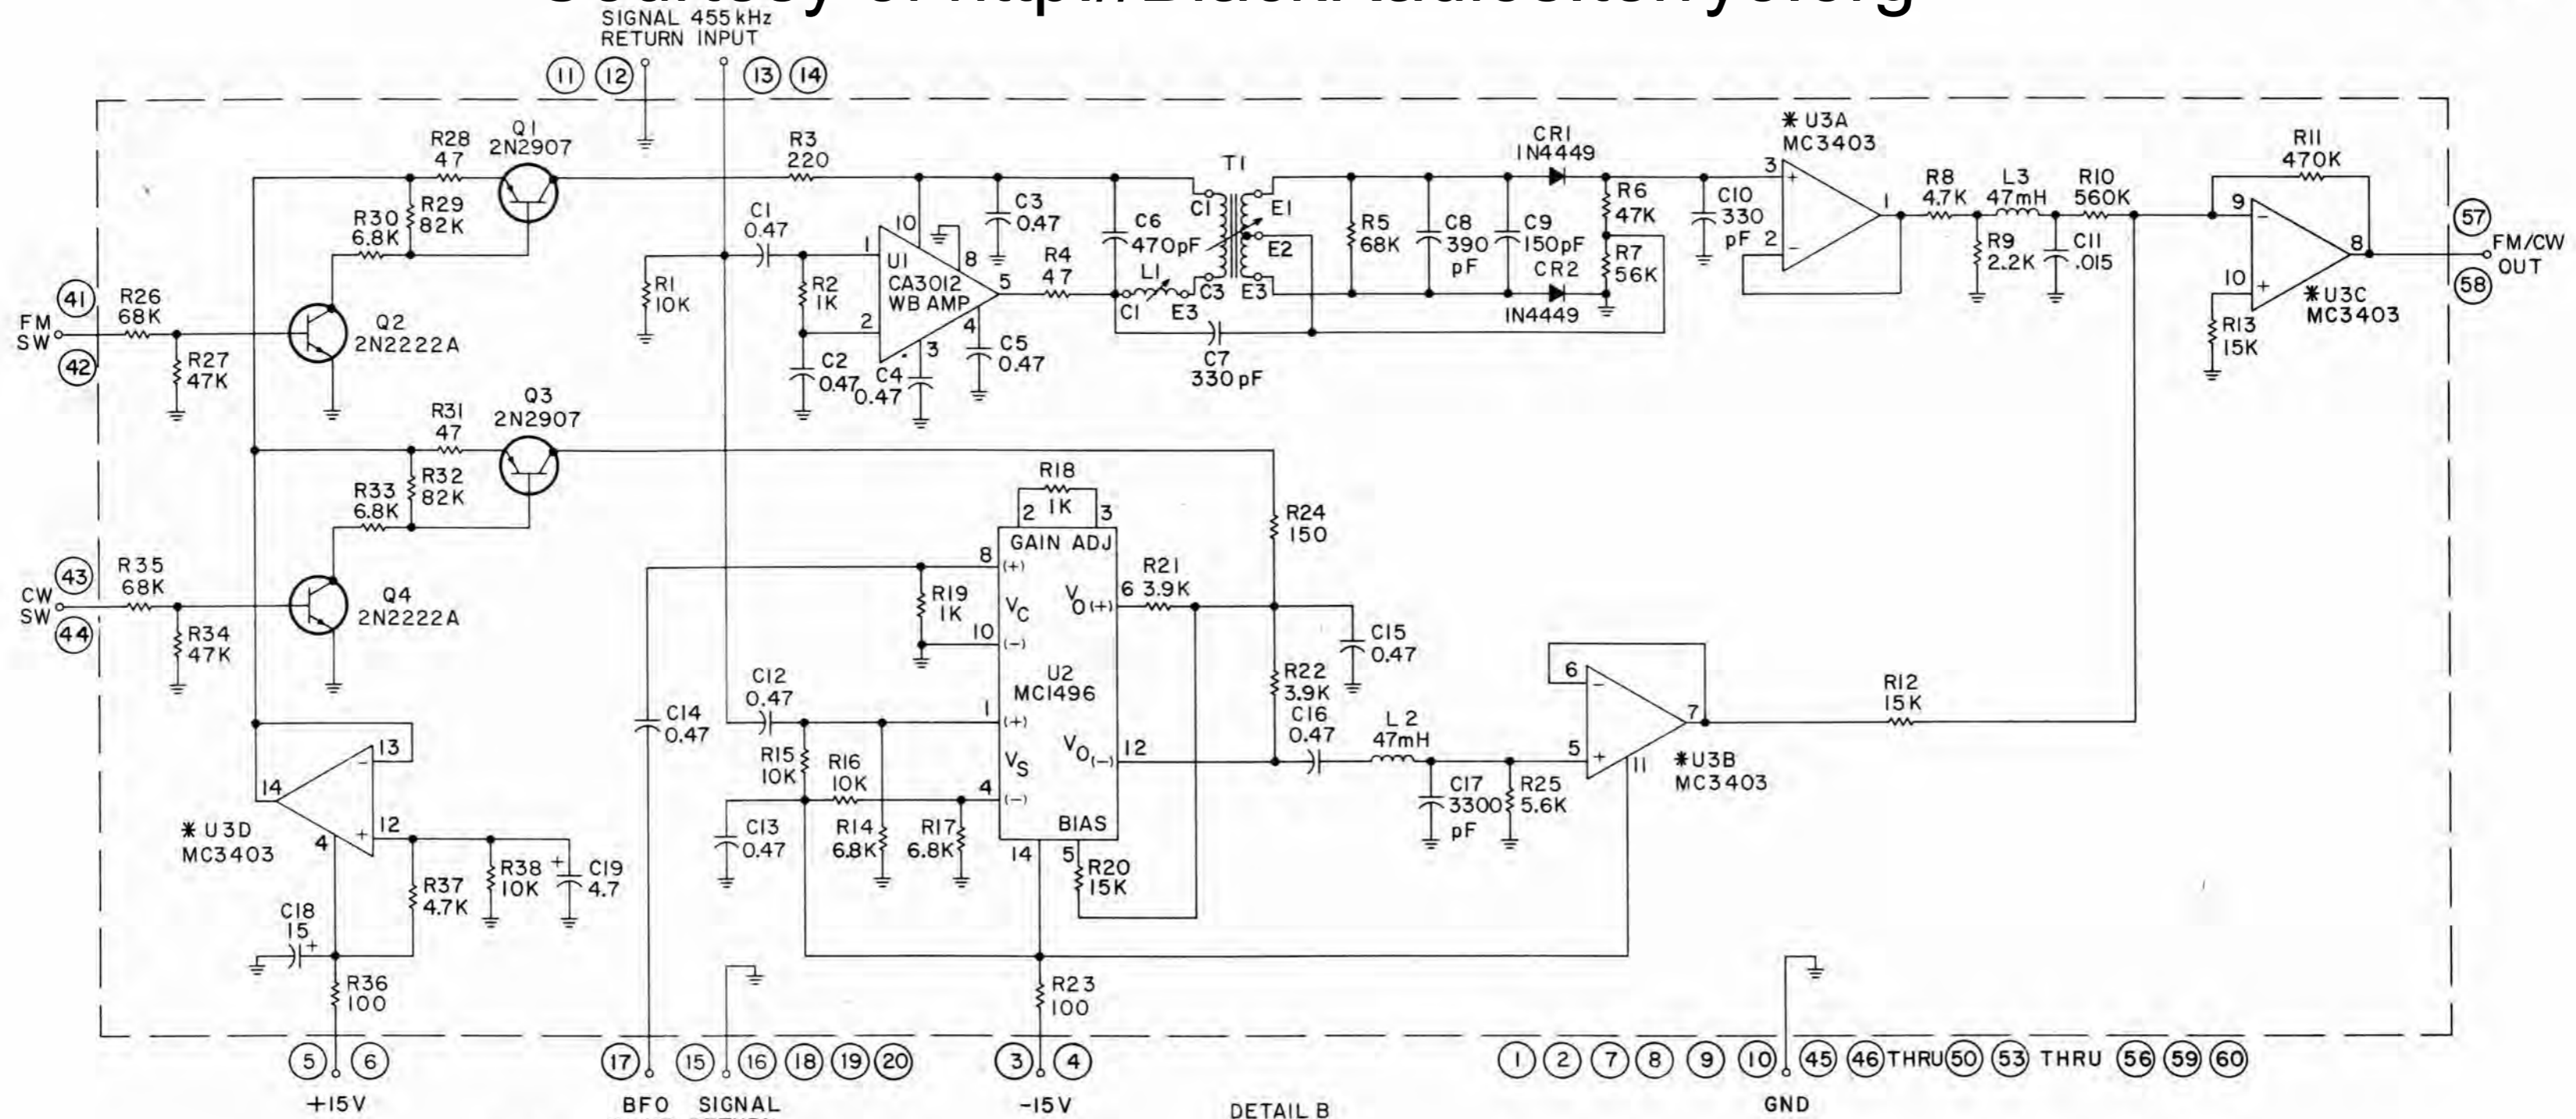 SIGNAL 455 kHz
RETURN INPUT
11 12 13 14
R28
47
Q1
2N2907
R3
220
R30
6.8K
R29
82K
C1
0.47
R1
10K
R2
1K
10
1
U1
CA3012
WB AMP
8
5
2
4
3
C2
0.47
C4
0.47
C5
0.47
C3
0.47
R4
47
C6
470pF
L1
C1
E3
T1
C1
E1
E2
C3
E3
C7
330pF
R5
68K
C8
390
pF
C9
150pF
CR1
1N4449
CR2
1N4449
R6
47K
R7
56K
C10
330
pF
* U3A
MC3403
3
+
2
-
1
R8
4.7K
L3
47mH
R10
560K
R9
2.2K
C11
.015
R11
470K
9
-
10
+
8
* U3C
MC3403
R13
15K
57
FM/CW
OUT
58
41
FM
SW
42
R26
68K
R27
47K
Q2
2N2222A
R31
47
Q3
2N2907
R33
6.8K
R32
82K
43
CW
SW
44
R35
68K
R34
47K
Q4
2N2222A
R18
1K
2 3
GAIN ADJ
8
(+)
R19
1K
VC
10
(-)
VO(+)
6
R21
3.9K
R24
150
C15
0.47
R22
3.9K
U2
MC1496
1
(+)
VS
4
(-)
VO(-)
12
BIAS
14
5
R20
15K
C14
0.47
C12
0.47
R15
10K
R16
10K
C13
0.47
R14
6.8K
R17
6.8K
C16
0.47
L2
47mH
C17
3300
pF
R25
5.6K
6
-
5
+
7
11
* U3B
MC3403
R12
15K
13
-
14
12
+
4
* U3D
MC3403
R37
4.7K
R38
10K
+
C19
4.7
C18
15
+
R36
100
R23
100
5 6
17 15 16 18 19 20
3 4
1 2 7 8 9 10 45 46 THRU 50 53 THRU 56 59 60
+15V
BFO SIGNAL
-15V
DETAIL B
GND